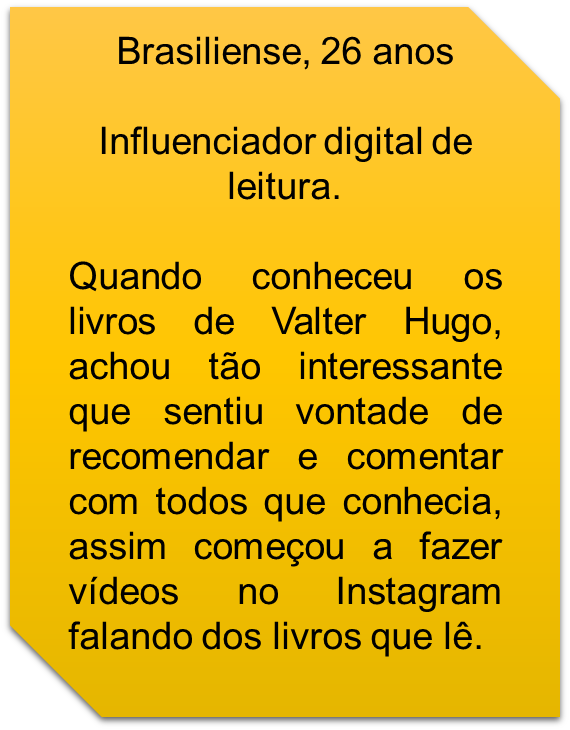 Brasiliense, 26 anos
Influenciador digital de
leitura.
Quando conheceu os
livros de Valter Hugo,
achou tão interessante
que sentiu vontade de
recomendar e comentar
com todos que conhecia,
assim começou a fazer
vídeos no Instagram
falando dos livros que lê.